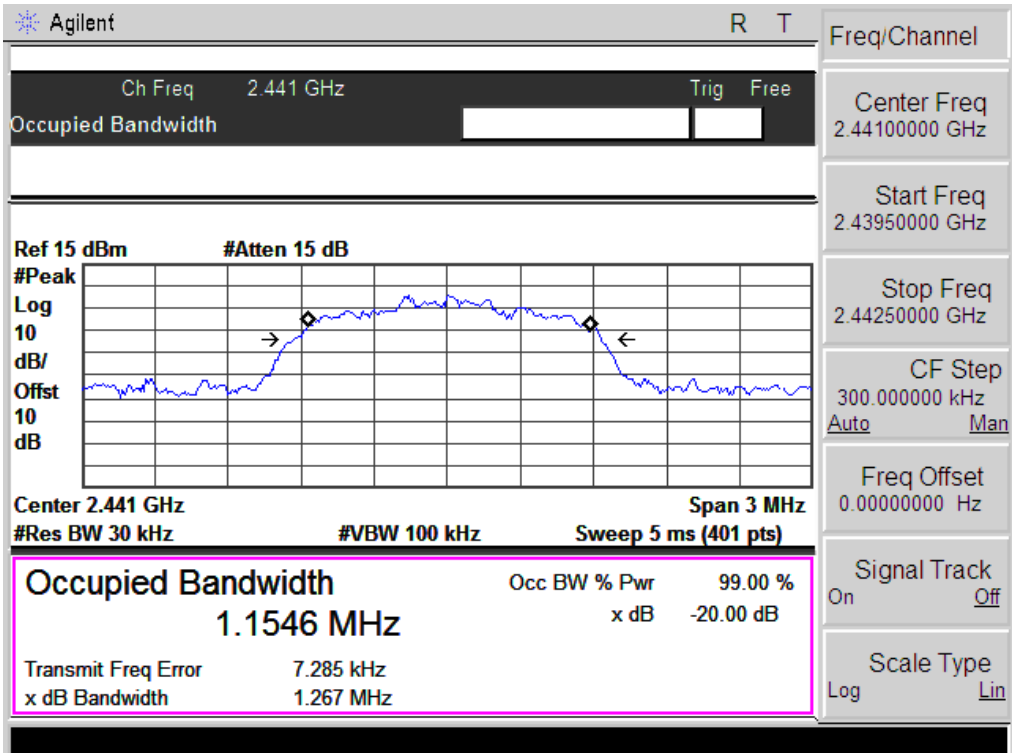 Agilent R T
Ch Freq 2.441 GHz Trig Free
Occupied Bandwidth
Ref 15 dBm #Atten 15 dB
#Peak
Log
10
dB/
Offst
10
dB
Center 2.441 GHz Span 3 MHz
#Res BW 30 kHz #VBW 100 kHz Sweep 5 ms (401 pts)
Occupied Bandwidth Occ BW % Pwr 99.00 %
1.1546 MHz x dB -20.00 dB
Transmit Freq Error 7.285 kHz
x dB Bandwidth 1.267 MHz
Freq/Channel
Center Freq
2.44100000 GHz
Start Freq
2.43950000 GHz
Stop Freq
2.44250000 GHz
CF Step
300.000000 kHz
Auto Man
Freq Offset
0.00000000 Hz
Signal Track
On Off
Scale Type
Log Lin